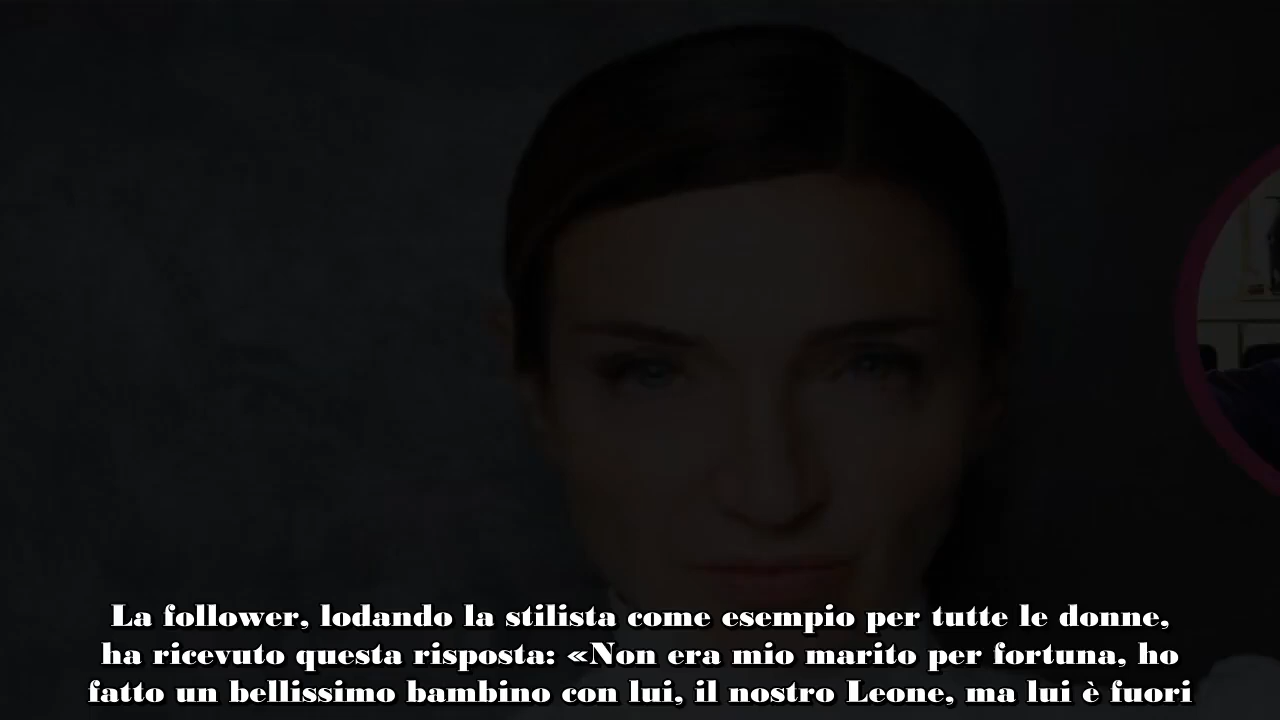 La follower, lodando la stilista come esempio per tutte le donne,
ha ricevuto questa risposta: «Non era mio marito per fortuna, ho
fatto un bellissimo bambino con lui, il nostro Leone, ma lui è fuori